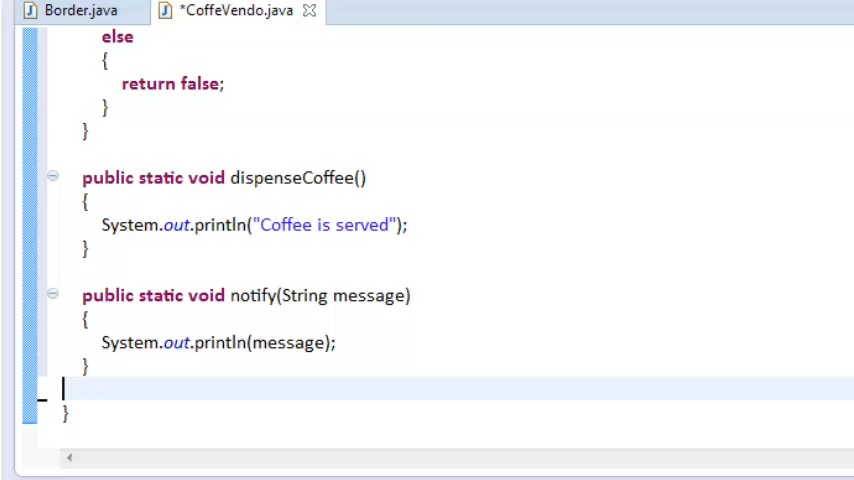 Border.java *CoffeVendo.java
else
{
return false;
}
}
public static void dispenseCoffee()
{
System.out.println("Coffee is served");
}
public static void notify(String message)
{
System.out.println(message);
}
}